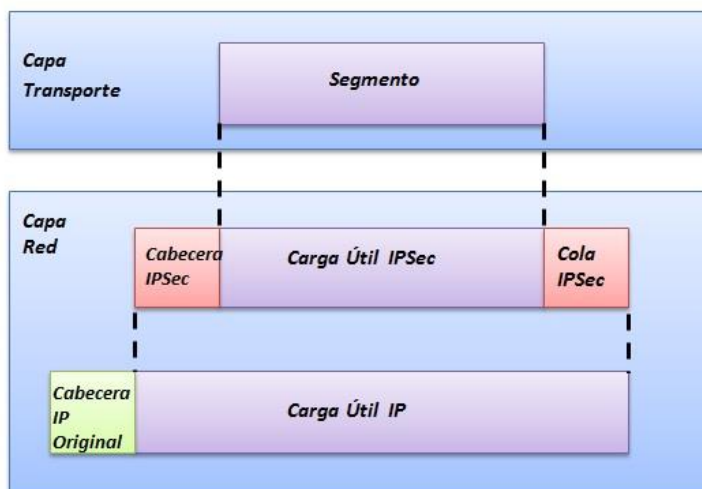 Capa
Transporte
Segmento
Capa
Red
Cabecera
IPSec
Carga Útil IPSec
Cola
IPSec
Cabecera
IP
Original
Carga Útil IP